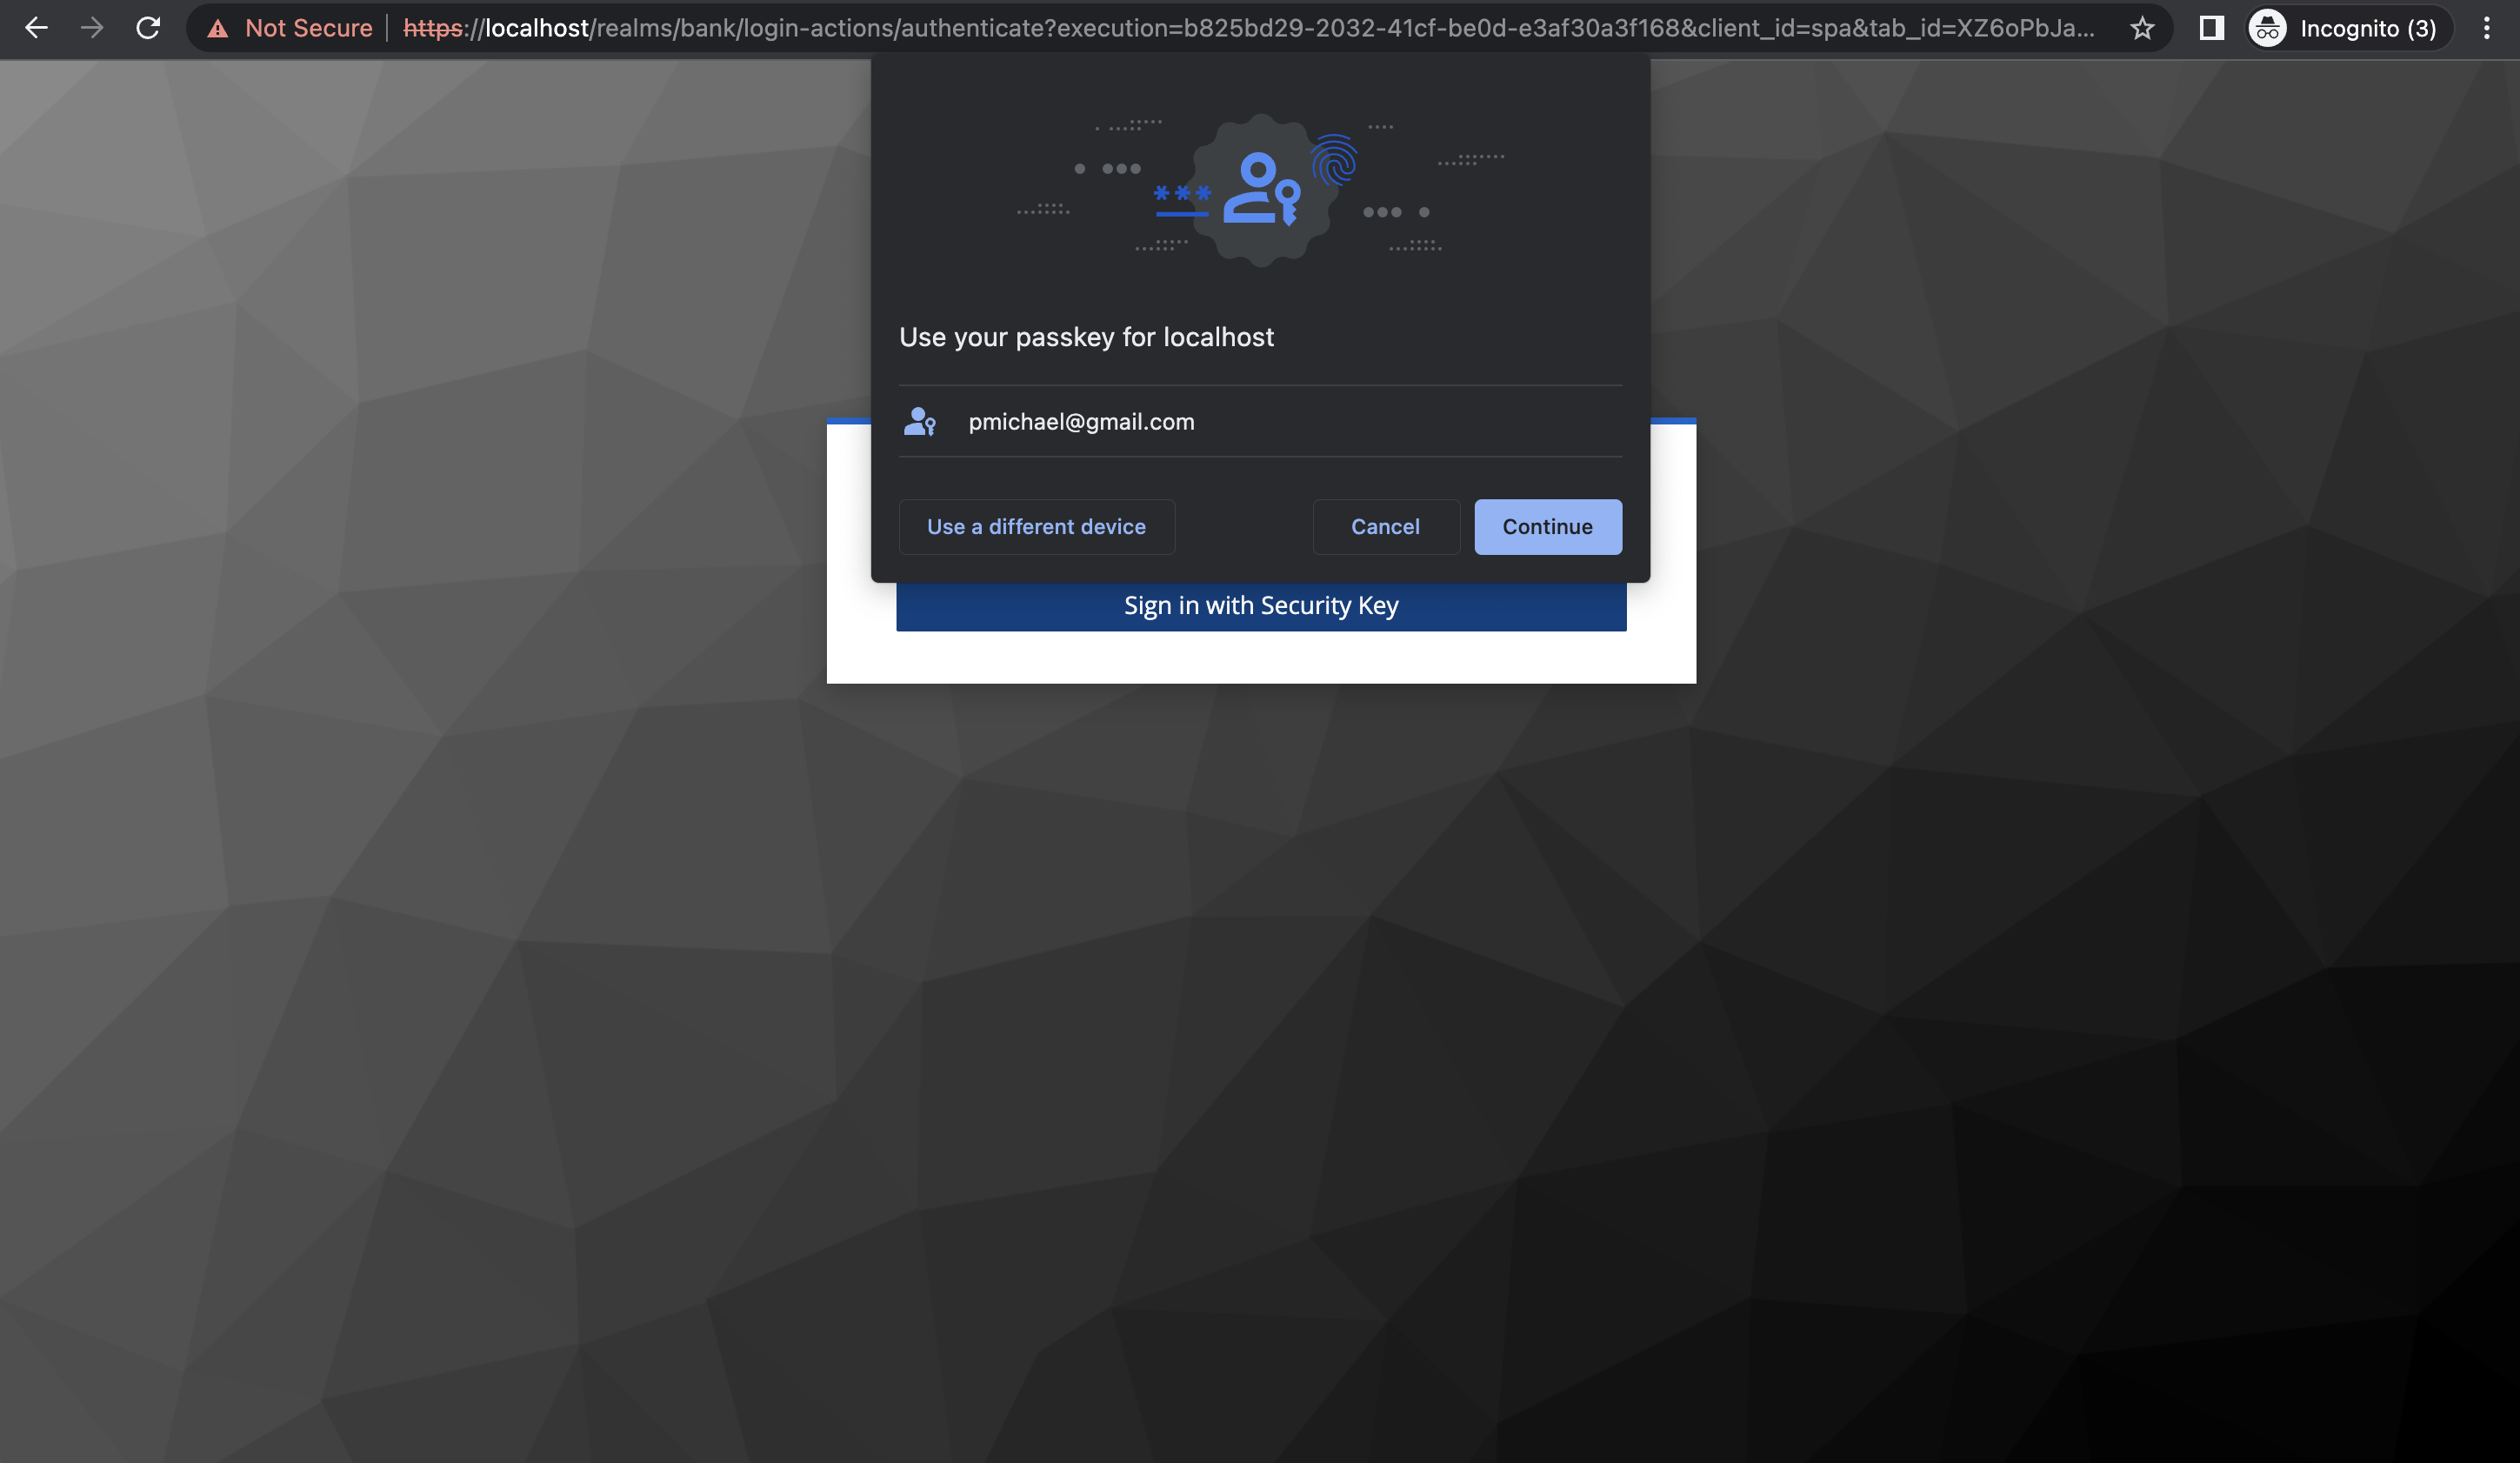 Not Secure https://localhost/realms/bank/login-actions/authenticate?execution=b825bd29-2032-41cf-be0d-e3af30a3f168&client_id=spa&tab_id=XZ6oPbJa... Incognito (3)
***
Use your passkey for localhost
pmichael@gmail.com
Use a different device Cancel Continue
Sign in with Security Key